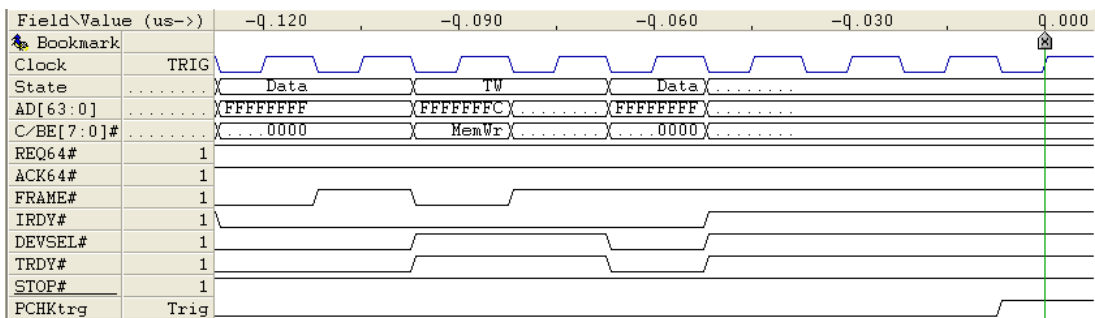 Field\Value (us->) -0.120 -0.090 -0.060 -0.030 0.000
Bookmark
Clock TRIG
State ........ Data TW Data ........
AD[63:0] ........ FFFFFFFF FFFFFFFC ........ FFFFFFFF ........
C/BE[7:0]# ........ ....0000 MemWr ........ ....0000 ........
REQ64# 1
ACK64# 1
FRAME# 1
IRDY# 1
DEVSEL# 1
TRDY# 1
STOP# 1
PCHKtrg Trig